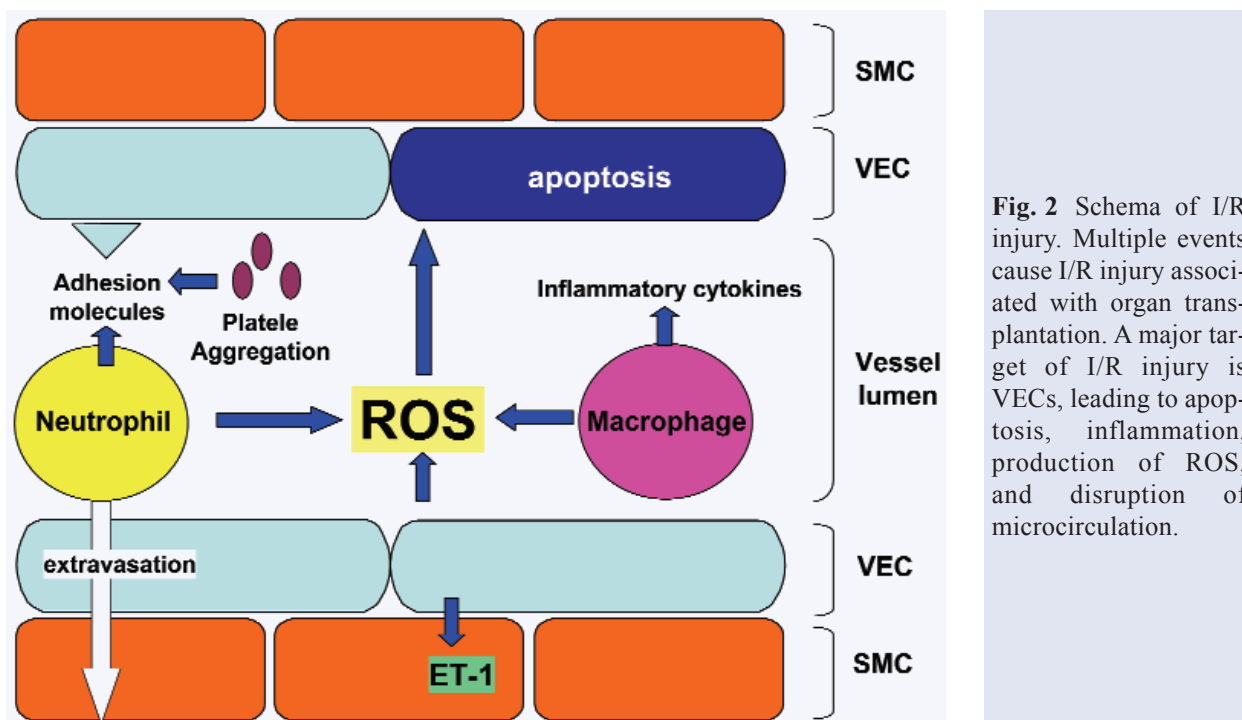 SMC
VEC
apoptosis
Adhesion
molecules
Platele
Aggregation
Inflammatory cytokines
Vessel
lumen
Neutrophil
ROS
Macrophage
extravasation
VEC
ET-1
SMC
Fig. 2 Schema of I/R
injury. Multiple events
cause I/R injury associ-
ated with organ trans-
plantation. A major tar-
get of I/R injury is
VECs, leading to apop-
tosis, inflammation,
production of ROS,
and disruption of
microcirculation.